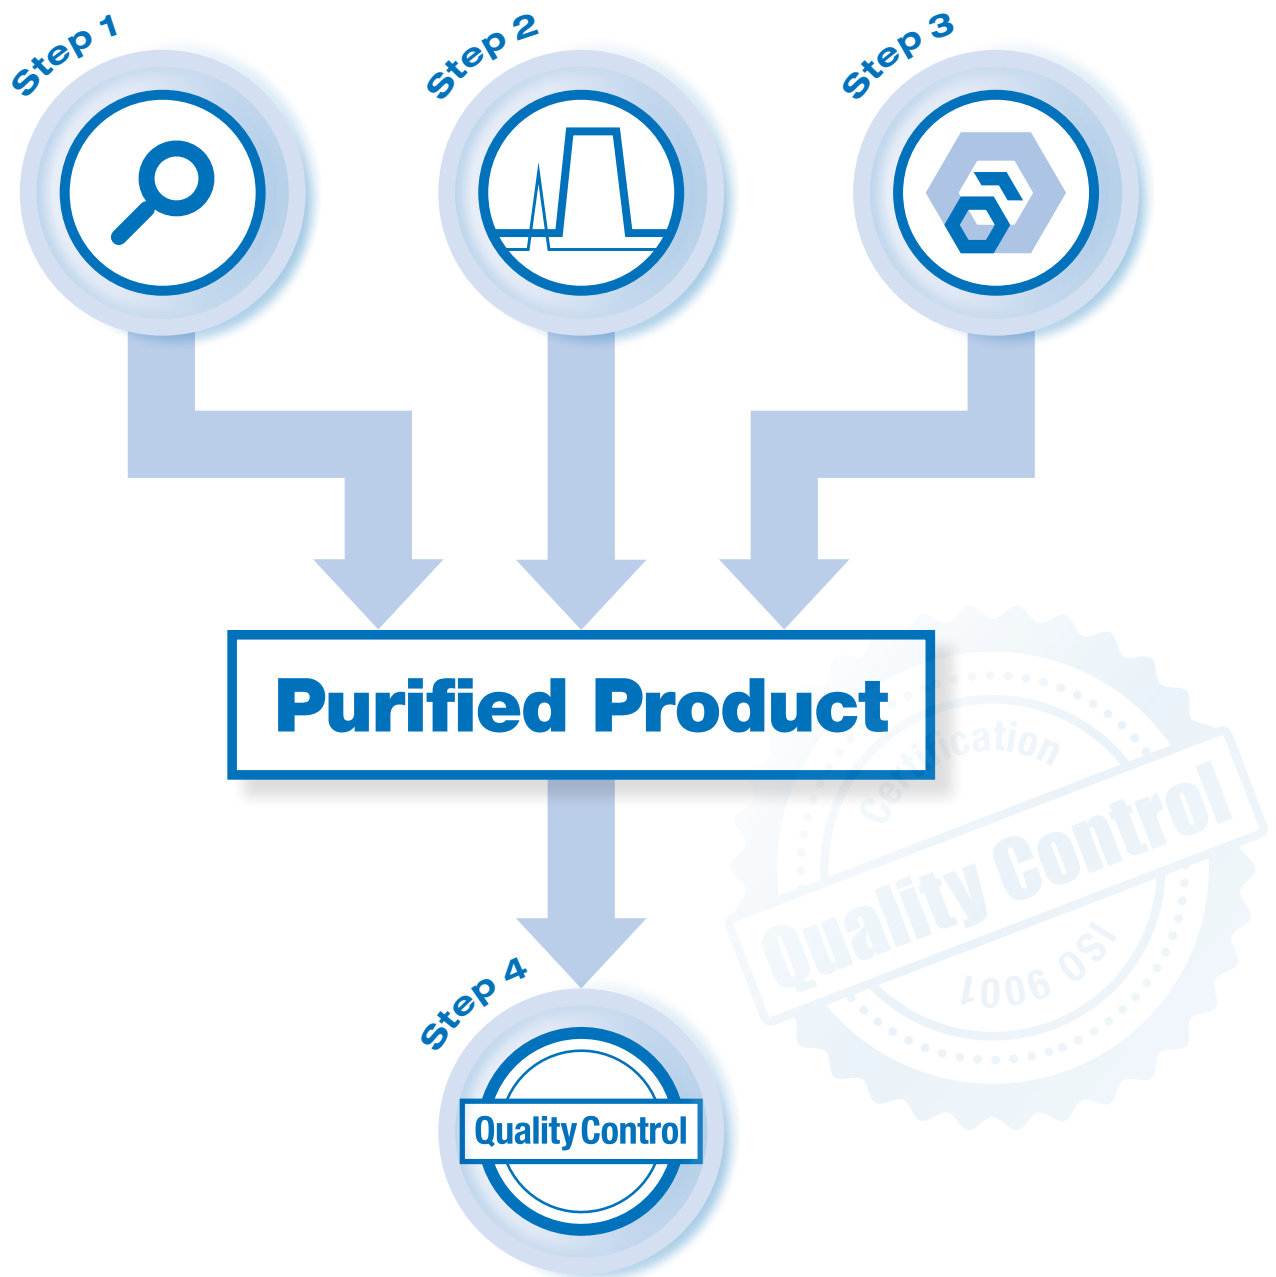 Step 1
Step 2
Step 3
Purified Product
Certification
Quality Control
ISO 9001
Step 4
Quality Control